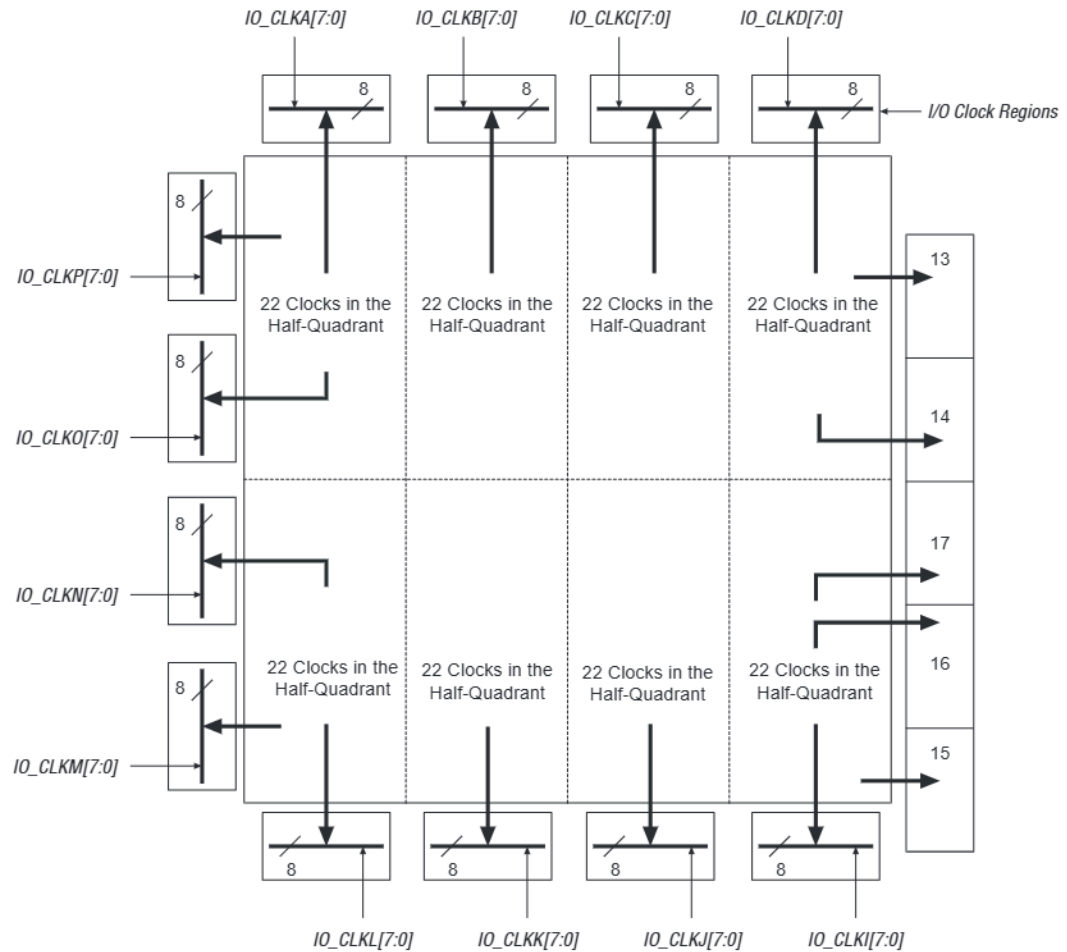 IO_CLKA[7:0] IO_CLKB[7:0] IO_CLKC[7:0] IO_CLKD[7:0]
8 8 8 8
I/O Clock Regions
8
IO_CLKP[7:0]
13
22 Clocks in the
Half-Quadrant
22 Clocks in the
Half-Quadrant
22 Clocks in the
Half-Quadrant
22 Clocks in the
Half-Quadrant
8
IO_CLKO[7:0]
14
8
IO_CLKN[7:0]
17
22 Clocks in the
Half-Quadrant
22 Clocks in the
Half-Quadrant
22 Clocks in the
Half-Quadrant
22 Clocks in the
Half-Quadrant
16
8
IO_CLKM[7:0]
15
8 8 8 8
IO_CLKL[7:0] IO_CLKK[7:0] IO_CLKJ[7:0] IO_CLKI[7:0]